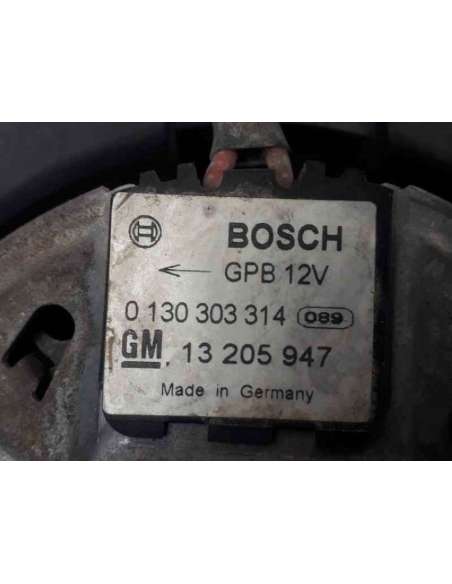 BOSCH
← GPB 12V
0 130 303 314 089
GM 13 205 947
Made in Germany